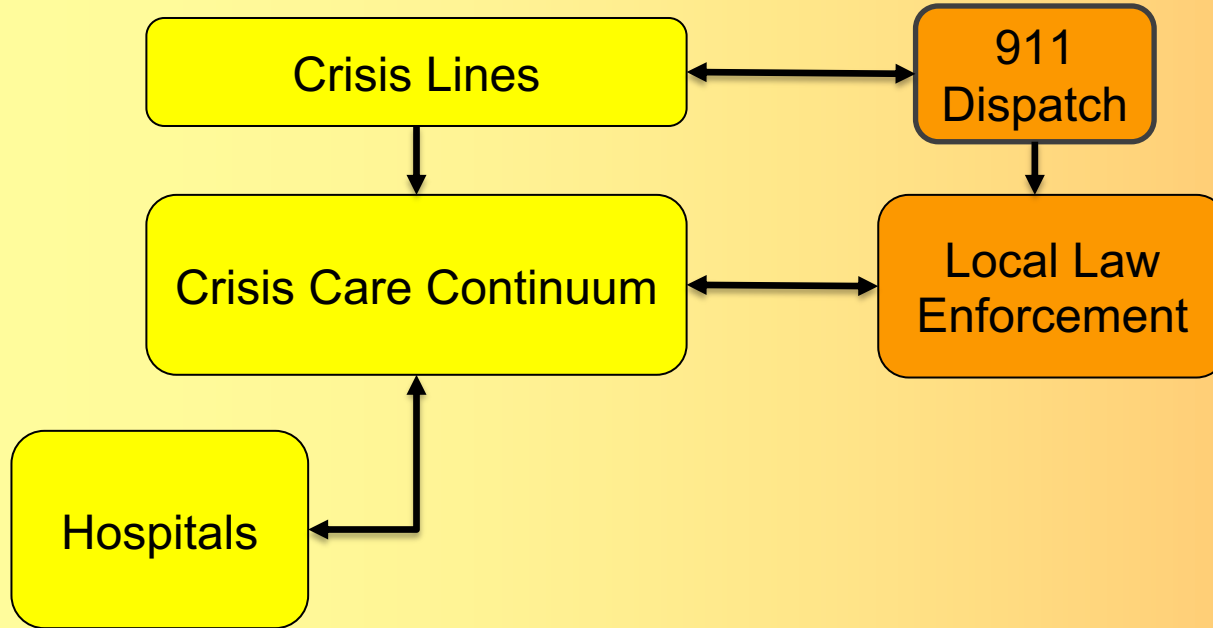 Crisis Lines
911
Dispatch
Crisis Care Continuum
Local Law
Enforcement
Hospitals